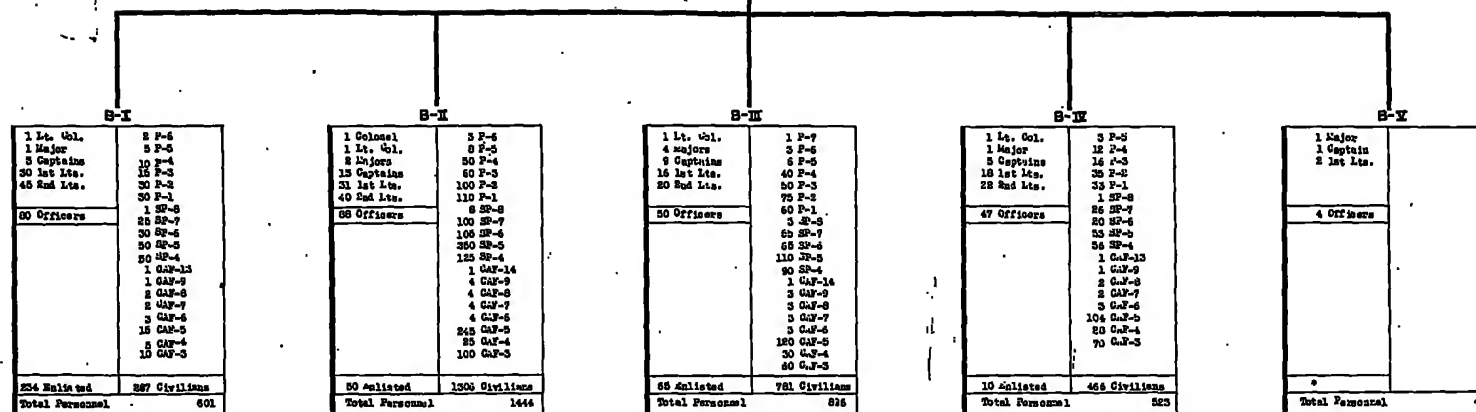 B-I
1 Lt. Col.
1 Major
3 Captains
30 1st Lts.
45 2nd Lts.
80 Officers
2 P-6
5 P-5
10 P-4
15 P-3
30 P-2
30 P-1
1 SP-8
25 SP-7
30 SP-6
50 SP-5
50 SP-4
1 CAF-13
1 CAF-9
2 CAF-8
2 CAF-7
3 CAF-6
15 CAF-5
5 CAF-4
10 CAF-3
234 Enlisted
287 Civilians
Total Personnel 601
B-II
1 Colonel
1 Lt. Col.
2 Majors
13 Captains
31 1st Lts.
40 2nd Lts.
88 Officers
3 P-6
8 P-5
50 P-4
60 P-3
100 P-2
110 P-1
8 SP-8
100 SP-7
105 SP-6
250 SP-5
125 SP-4
1 CAF-14
4 CAF-9
4 CAF-8
4 CAF-7
4 CAF-6
245 CAF-5
25 CAF-4
100 CAF-3
50 Enlisted
1306 Civilians
Total Personnel 1444
B-III
1 Lt. Col.
4 Majors
9 Captains
16 1st Lts.
20 2nd Lts.
50 Officers
1 P-7
3 P-6
6 P-5
40 P-4
50 P-3
75 P-2
60 P-1
3 SP-8
55 SP-7
65 SP-6
110 SP-5
90 SP-4
1 CAF-14
3 CAF-9
3 CAF-8
3 CAF-7
3 CAF-6
120 CAF-5
30 CAF-4
60 CAF-3
65 Enlisted
781 Civilians
Total Personnel 896
B-IV
1 Lt. Col.
1 Major
5 Captains
18 1st Lts.
22 2nd Lts.
47 Officers
3 P-5
12 P-4
16 P-3
35 P-2
33 P-1
1 SP-8
26 SP-7
20 SP-6
53 SP-5
56 SP-4
1 CAF-13
1 CAF-9
2 CAF-8
2 CAF-7
3 CAF-6
104 CAF-5
28 CAF-4
70 CAF-3
10 Enlisted
466 Civilians
Total Personnel 523
B-V
1 Major
1 Captain
2 1st Lts.
4 Officers
Total Personnel